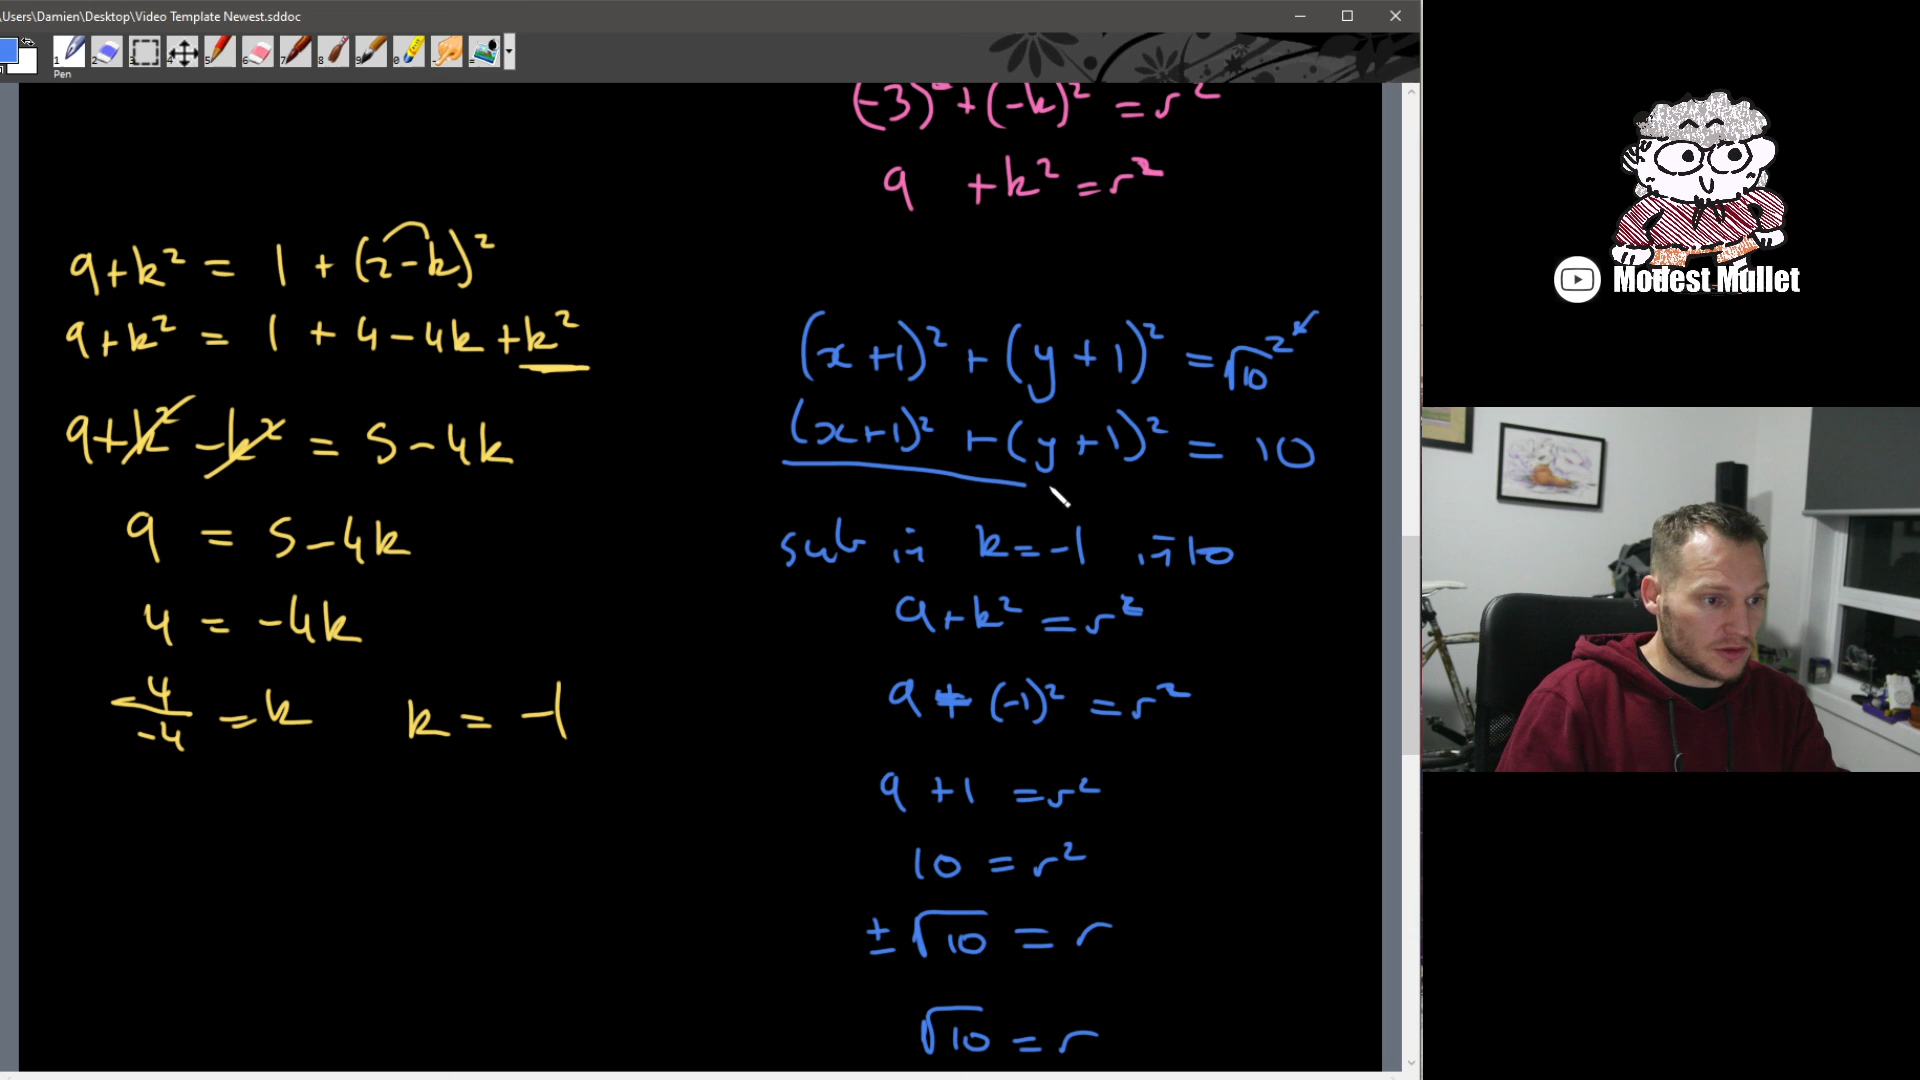 \Users\Damien\Desktop\Video Template Newest.sddoc
Pen
(-3)² + (-k)² = r²
9 + k² = r²
9 + k² = 1 + (2 - k)²
9 + k² = 1 + 4 - 4k + k²
9 + k² - k² = 5 - 4k
9 = 5 - 4k
4 = -4k
4/-4 = k k = -1
(x + 1)² + (y + 1)² = √10²
(x + 1)² + (y + 1)² = 10
sub in k = -1 into
9 + k² = r²
9 + (-1)² = r²
9 + 1 = r²
10 = r²
± √10 = r
√10 = r
Modest Mullet